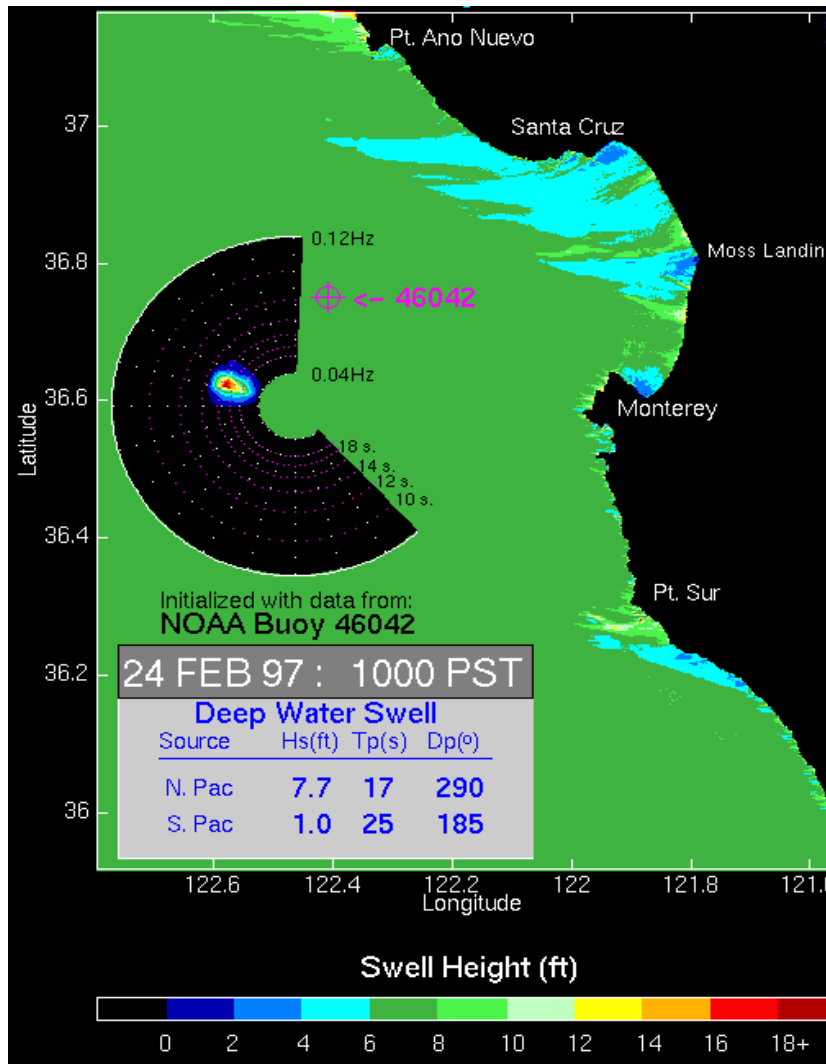 Pt. Ano Nuevo
37
Santa Cruz
0.12Hz
Moss Landin
36.8
<- 46042
0.04Hz
36.6
Monterey
Latitude
18 s.
14 s.
12 s.
10 s.
36.4
Pt. Sur
Initialized with data from:
NOAA Buoy 46042
24 FEB 97 : 1000 PST
36.2
Deep Water Swell
Source Hs(ft) Tp(s) Dp(º)
N. Pac 7.7 17 290
S. Pac 1.0 25 185
36
122.6 122.4 122.2 122 121.8 121.6
Longitude
Swell Height (ft)
0 2 4 6 8 10 12 14 16 18+